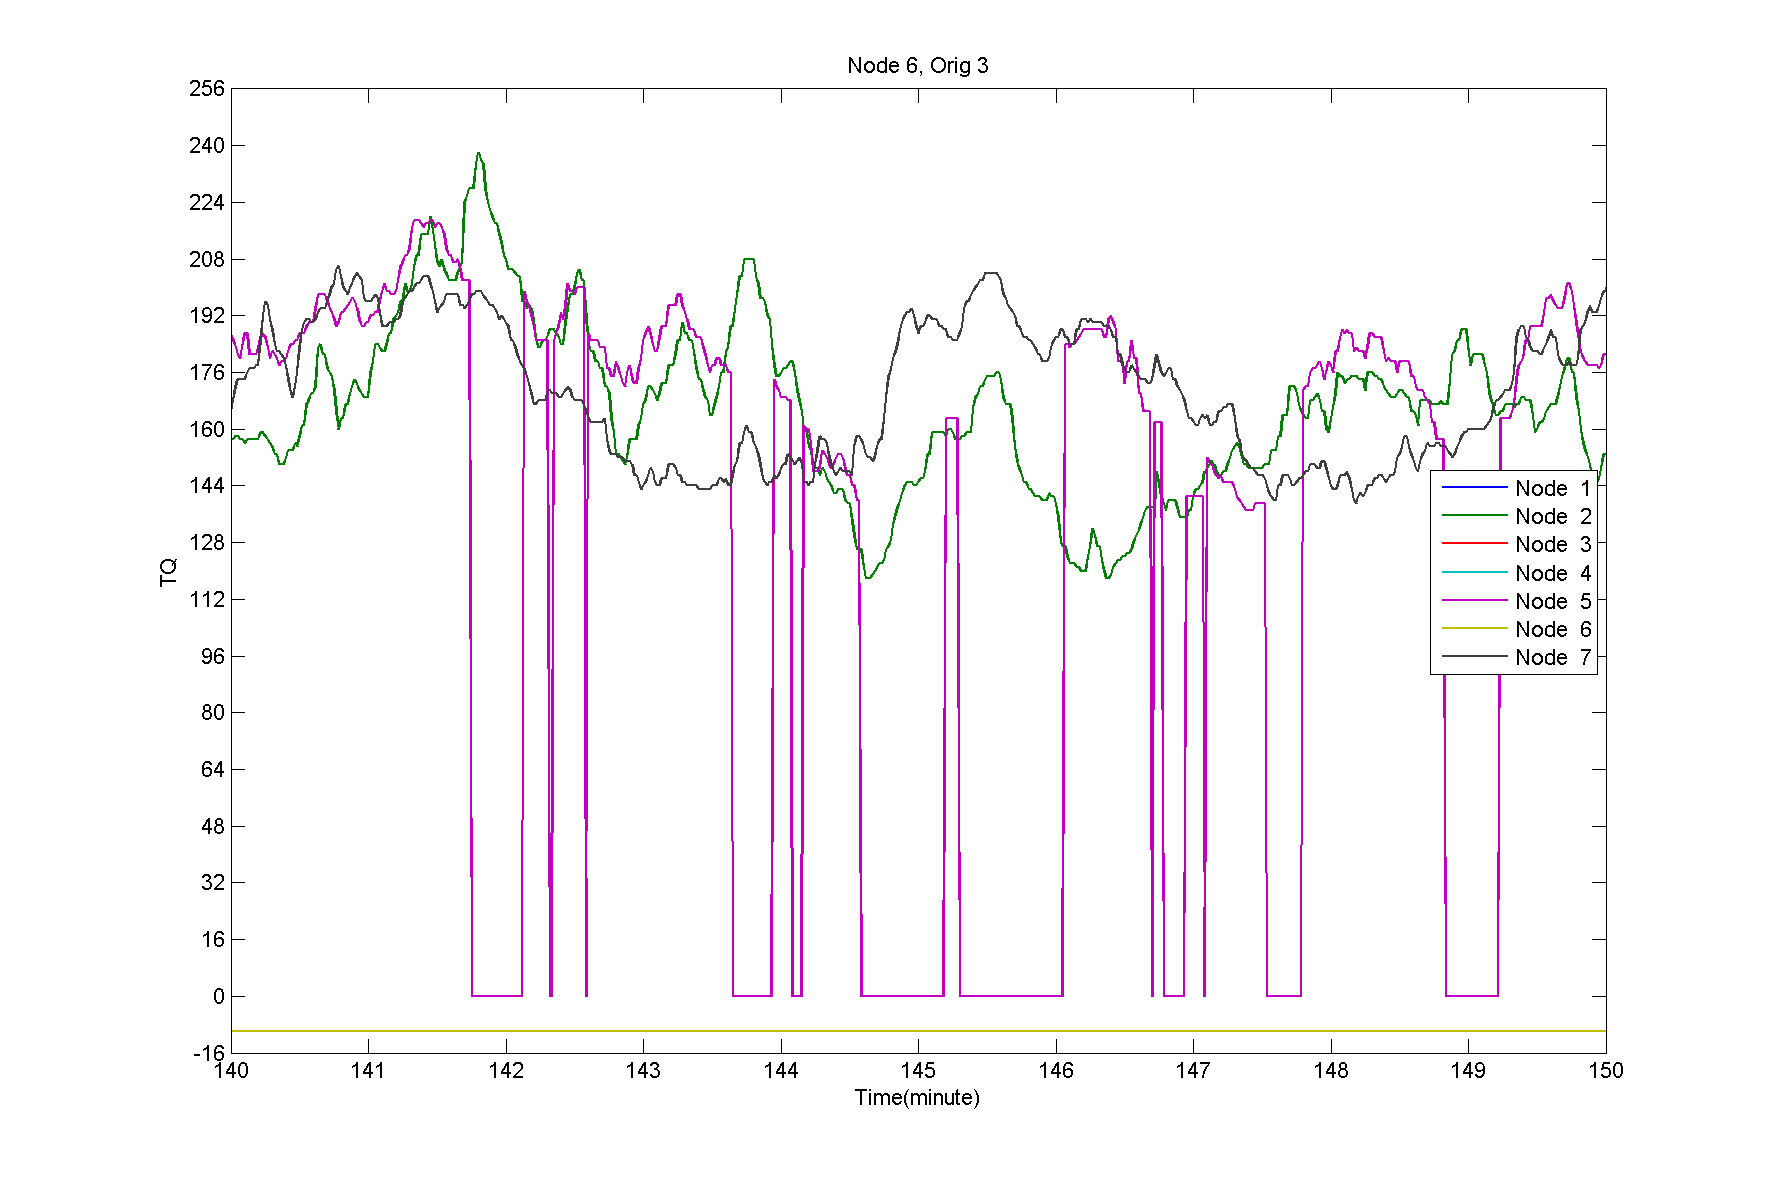 Node 6, Orig 3
256
240
224
208
192
176
160
144
128
112
96
80
64
48
32
16
0
-16
TQ
Node 1
Node 2
Node 3
Node 4
Node 5
Node 6
Node 7
140 141 142 143 144 145 146 147 148 149 150
Time(minute)